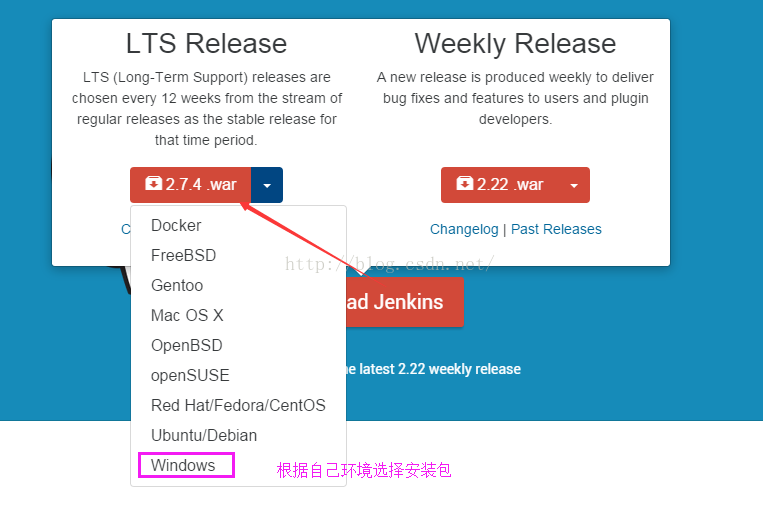 LTS Release
LTS (Long-Term Support) releases are
chosen every 12 weeks from the stream of
regular releases as the stable release for
that time period.
2.7.4 .war
C
Weekly Release
A new release is produced weekly to deliver
bug fixes and features to users and plugin
developers.
2.22 .war
Changelog | Past Releases
Docker
FreeBSD
Gentoo
Mac OS X
OpenBSD
openSUSE
Red Hat/Fedora/CentOS
Ubuntu/Debian
Windows
http://blog.csdn.net/
ad Jenkins
latest 2.22 weekly release
根据自己环境选择安装包